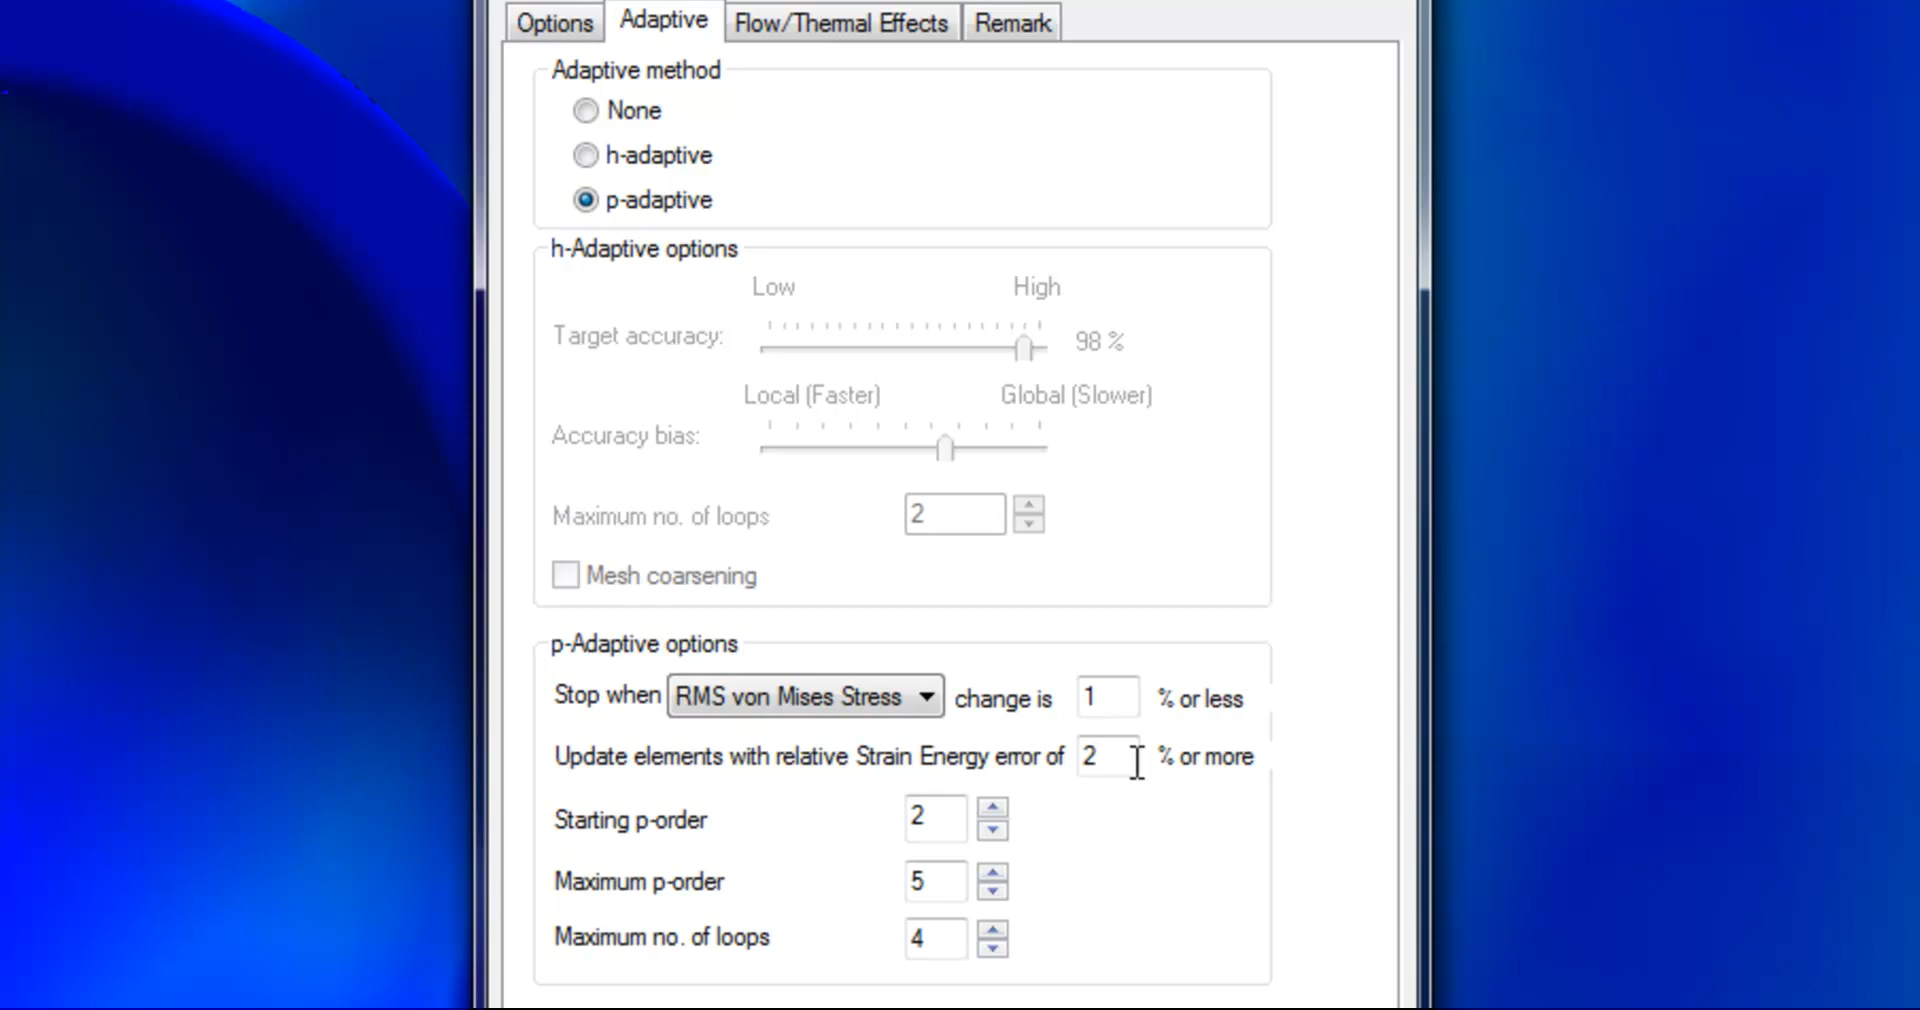 Options Adaptive Flow/Thermal Effects Remark
Adaptive method
None
h-adaptive
p-adaptive
h-Adaptive options
Low High
Target accuracy: 98 %
Local (Faster) Global (Slower)
Accuracy bias:
Maximum no. of loops 2
Mesh coarsening
p-Adaptive options
Stop when RMS von Mises Stress change is 1 % or less
Update elements with relative Strain Energy error of 2 % or more
Starting p-order 2
Maximum p-order 5
Maximum no. of loops 4